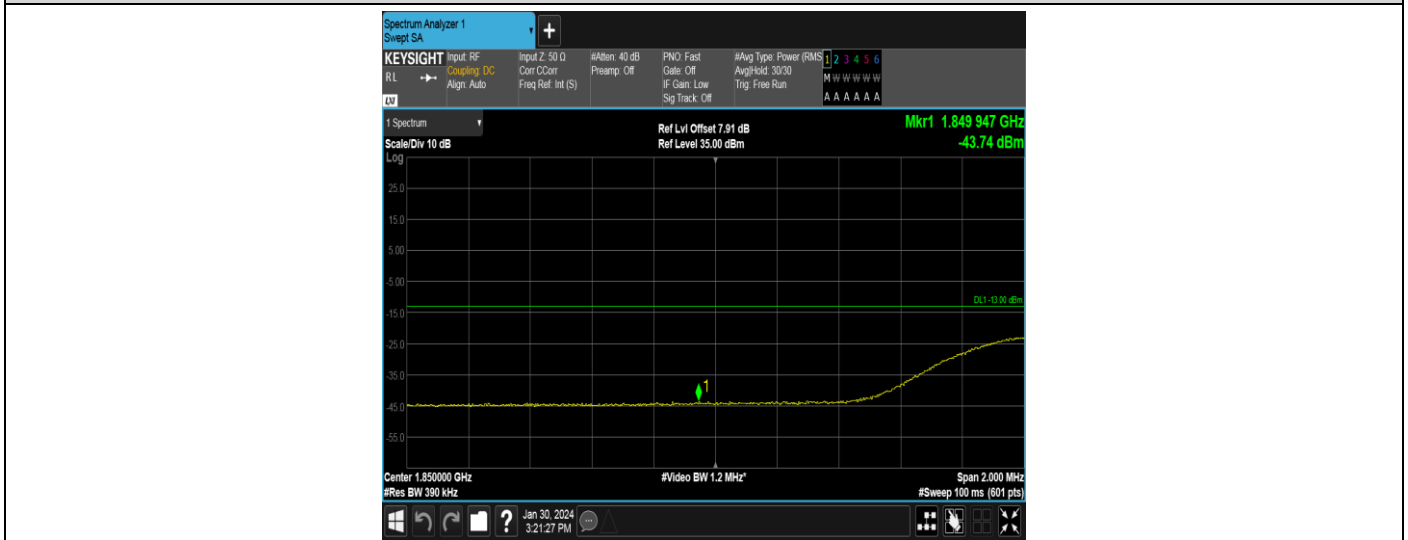 Spectrum Analyzer 1
Swept SA
+
KEYSIGHT
RL
LXI
Input: RF
Coupling: DC
Align: Auto
Input Z: 50 Ω
Corr CCorr
Freq Ref: Int (S)
#Atten: 40 dB
Preamp: Off
PNO: Fast
Gate: Off
IF Gain: Low
Sig Track: Off
#Avg Type: Power (RMS
Avg|Hold: 30/30
Trig: Free Run
1 2 3 4 5 6
M W W W W W
A A A A A A
1 Spectrum
Scale/Div 10 dB
Log
Ref Lvl Offset 7.91 dB
Ref Level 35.00 dBm
Mkr1 1.849 947 GHz
-43.74 dBm
25.0
15.0
5.00
-5.00
DL1 -13.00 dBm
-15.0
-25.0
-35.0
1
-45.0
-55.0
Center 1.850000 GHz
#Video BW 1.2 MHz*
Span 2.000 MHz
#Res BW 390 kHz
#Sweep 100 ms (601 pts)
?
Jan 30, 2024
3:21:27 PM